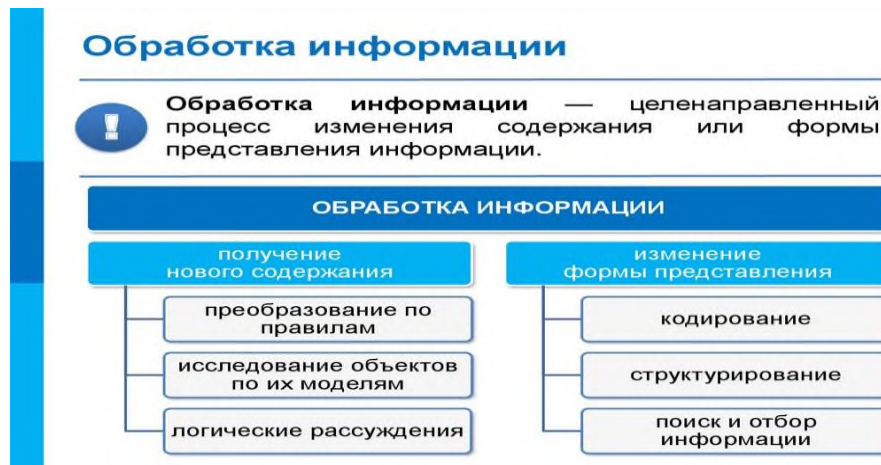 Обработка информации
Обработка информации — целенаправленный
процесс изменения содержания или формы
представления информации.
ОБРАБОТКА ИНФОРМАЦИИ
получение
нового содержания
преобразование по
правилам
исследование объектов
по их моделям
логические рассуждения
изменение
формы представления
кодирование
структурирование
поиск и отбор
информации